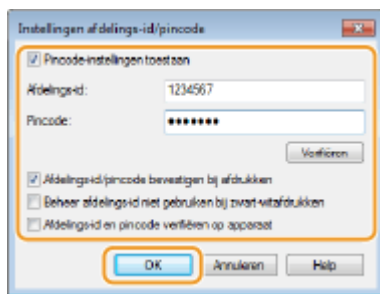 Instellingen afdelings-id/pincode
Pincode-instellingen toestaan
Afdelings-id: 1234567
Pincode: •••••••
Verifiëren
Afdelings-id/pincode bevestigen bij afdrukken
Beheer afdelings-id niet gebruiken bij zwart-witafdrukken
Afdelings-id en pincode verifiëren op apparaat
OK Annuleren Help